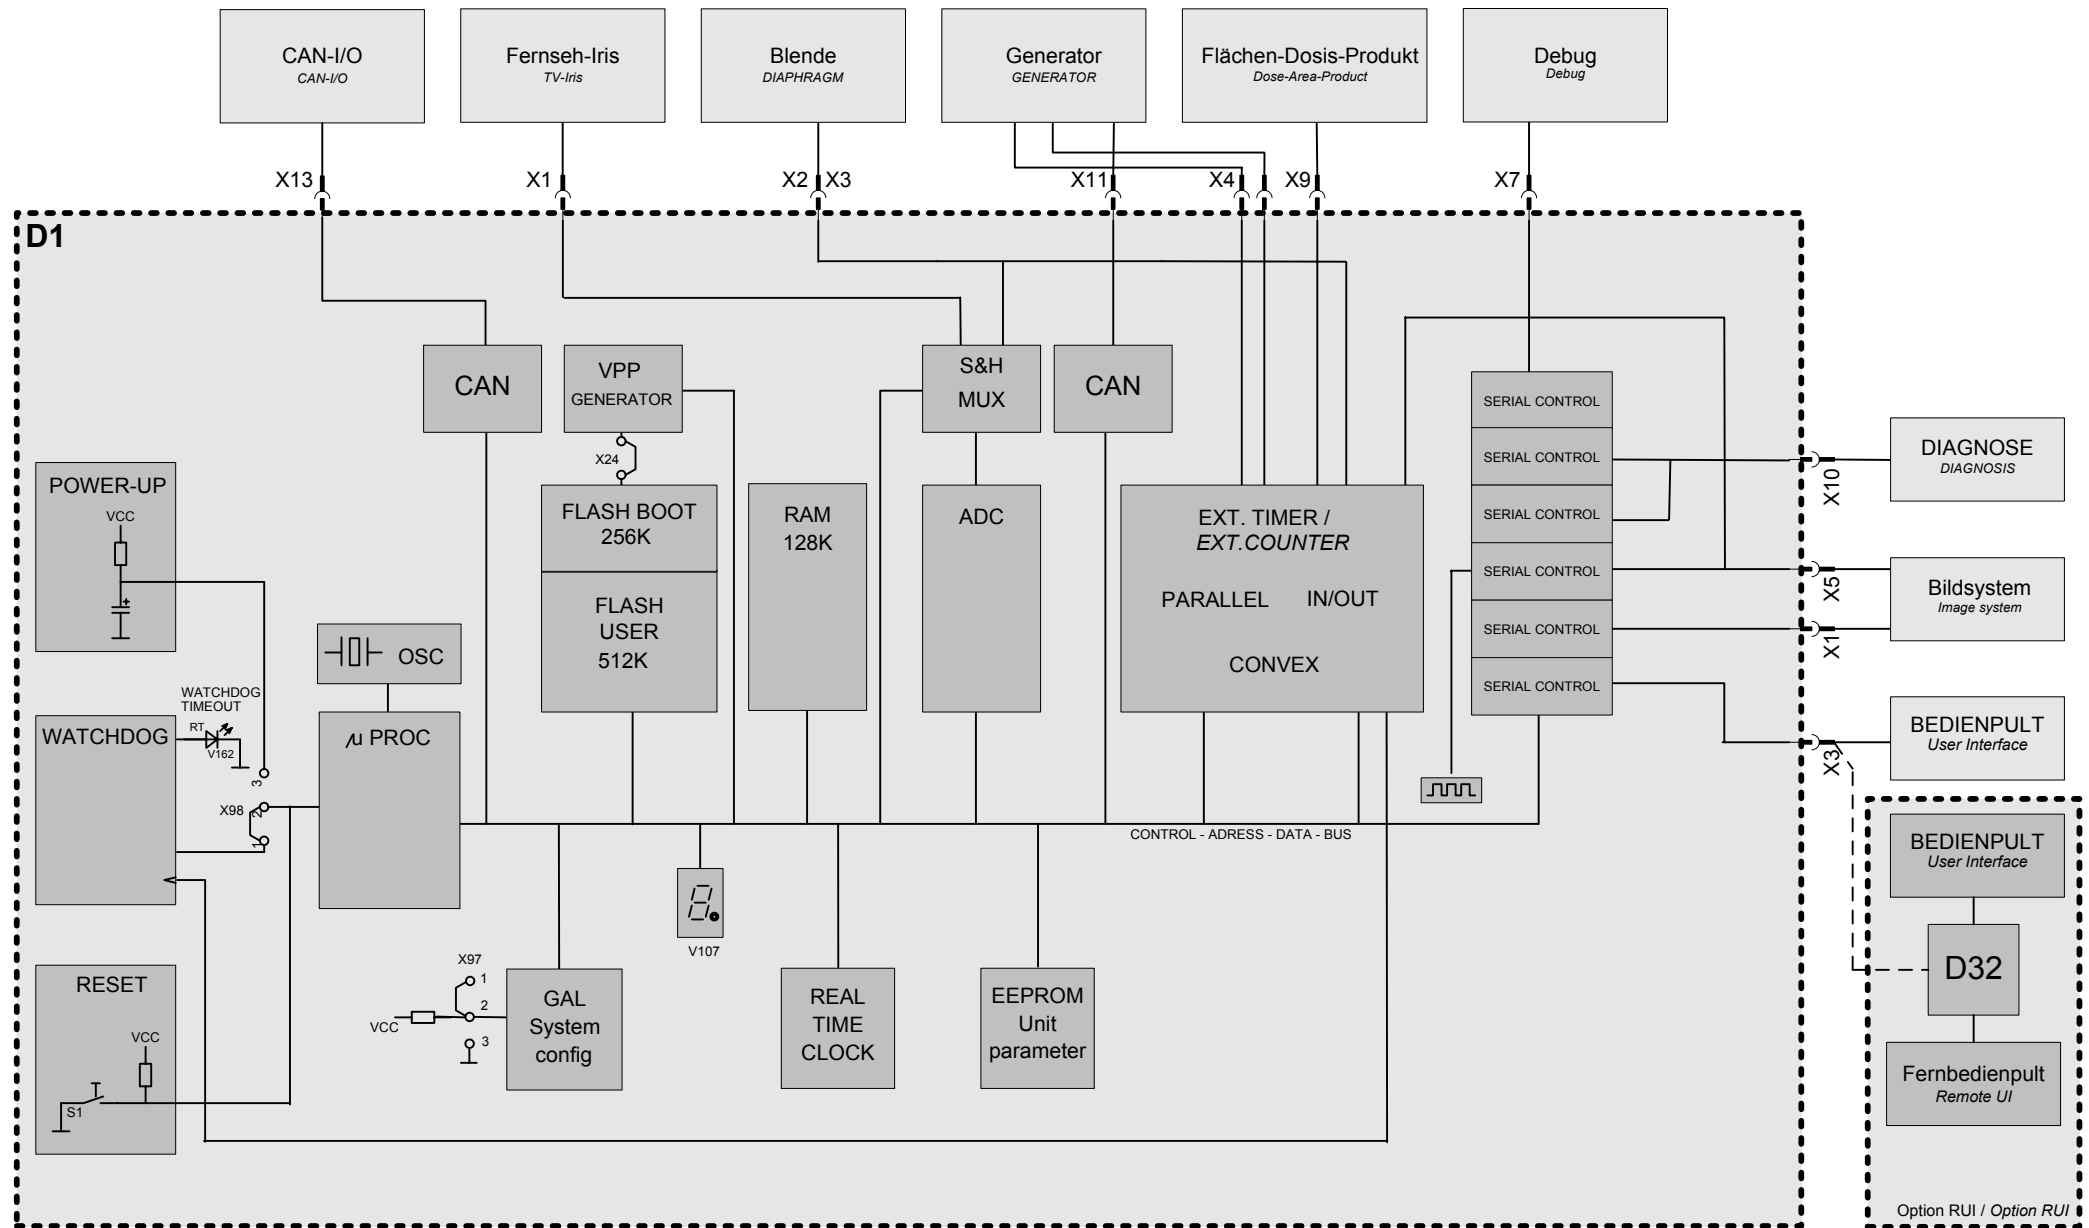 CAN-I/O
CAN-I/O
Fernseh-Iris
TV-Iris
Blende
DIAPHRAGM
Generator
GENERATOR
Flächen-Dosis-Produkt
Dose-Area-Product
Debug
Debug
X13
X1
X2 X3
X11
X4
X9
X7
D1
CAN
VPP
GENERATOR
X24
S&H
MUX
CAN
FLASH BOOT
256K
FLASH
USER
512K
RAM
128K
ADC
EXT. TIMER /
EXT.COUNTER
PARALLEL IN/OUT
CONVEX
SERIAL CONTROL
SERIAL CONTROL
SERIAL CONTROL
SERIAL CONTROL
SERIAL CONTROL
SERIAL CONTROL
X10
X5
X1
X3
DIAGNOSE
DIAGNOSIS
Bildsystem
Image system
BEDIENPULT
User Interface
POWER-UP
VCC
+
OSC
WATCHDOG
TIMEOUT
RT
V162
WATCHDOG
3
X98
2
1
µ PROC
CONTROL - ADRESS - DATA - BUS
8.
V107
RESET
VCC
S1
X97
1
2
3
VCC
GAL
System
config
REAL
TIME
CLOCK
EEPROM
Unit
parameter
BEDIENPULT
User Interface
D32
Fernbedienpult
Remote UI
Option RUI / Option RUI